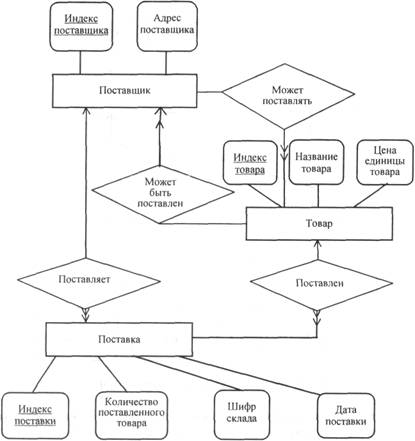 Индекс
поставщика
Адрес
поставщика
Поставщик
Может
поставлять
Индекс
товара
Название
товара
Цена
единицы
товара
Может
быть
поставлен
Товар
Поставляет
Поставлен
Поставка
Индекс
поставки
Количество
поставленного
товара
Шифр
склада
Дата
поставки